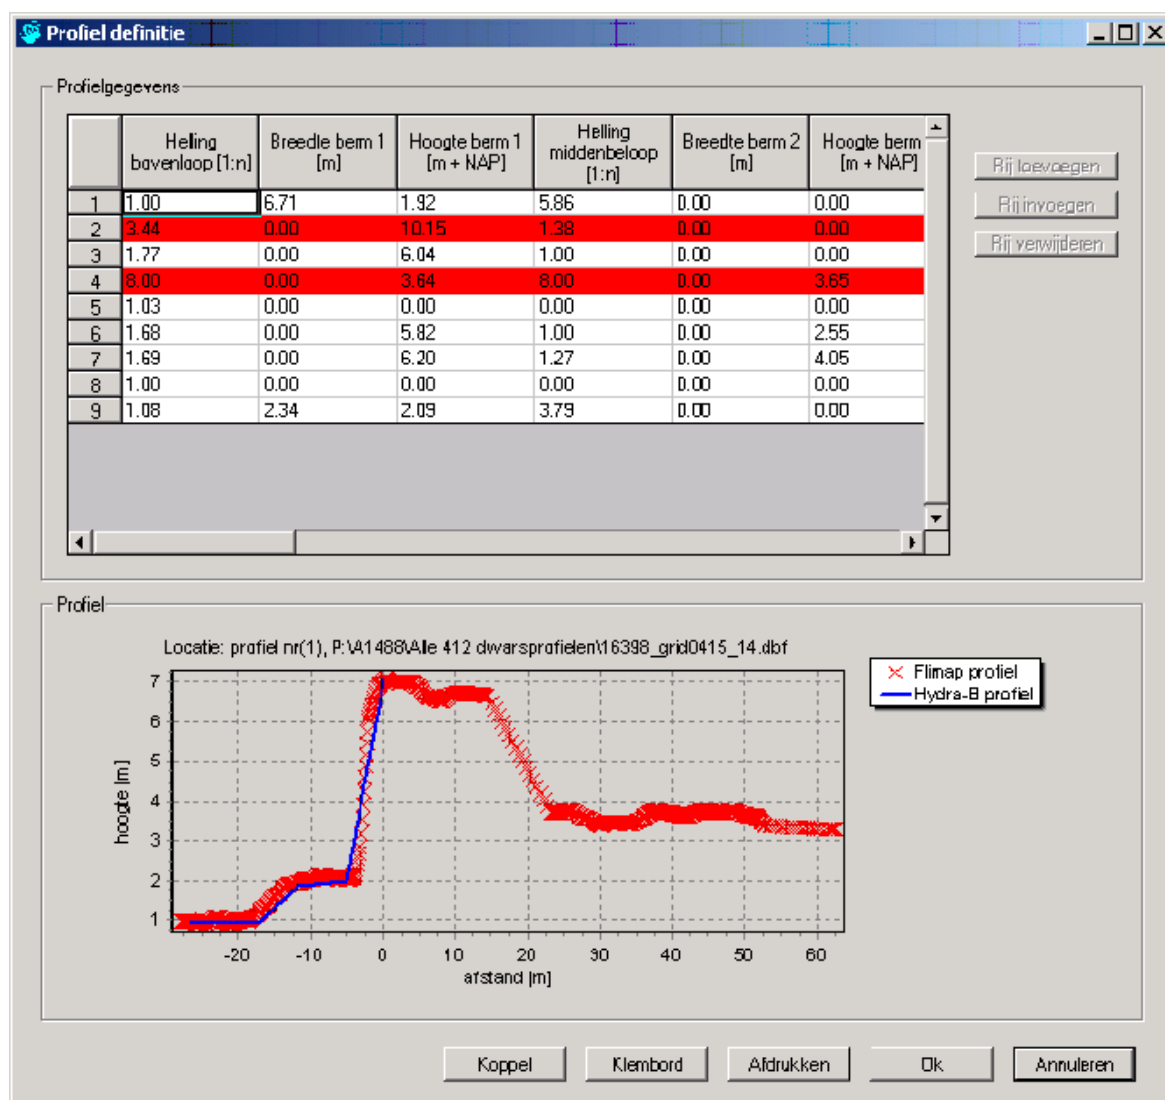 Profiel definitie
Profielgegevens
Helling bovenloop [1:n] Breedte berm 1 [m] Hoogte berm 1 [m + NAP] Helling middenbeloop [1:n] Breedte berm 2 [m] Hoogte berm [m + NAP]
1 1.00 6.71 1.92 5.86 0.00 0.00
2 3.44 0.00 10.15 1.38 0.00 0.00
3 1.77 0.00 6.04 1.00 0.00 0.00
4 8.00 0.00 3.64 8.00 0.00 3.65
5 1.03 0.00 0.00 0.00 0.00 0.00
6 1.68 0.00 5.82 1.00 0.00 2.55
7 1.69 0.00 6.20 1.27 0.00 4.05
8 1.00 0.00 0.00 0.00 0.00 0.00
9 1.08 2.34 2.09 3.79 0.00 0.00
Rij toevoegen
Rij invoegen
Rij verwijderen
Profiel
Locatie: profiel nr(1), P:\A1488\Alle 412 dwarsprofielen\16398_grid0415_14.dbf
Flimap profiel
Hydra-B profiel
hoogte [m]
7
6
5
4
3
2
1
-20 -10 0 10 20 30 40 50 60
afstand [m]
Koppel Klembord Afdrukken Ok Annuleren